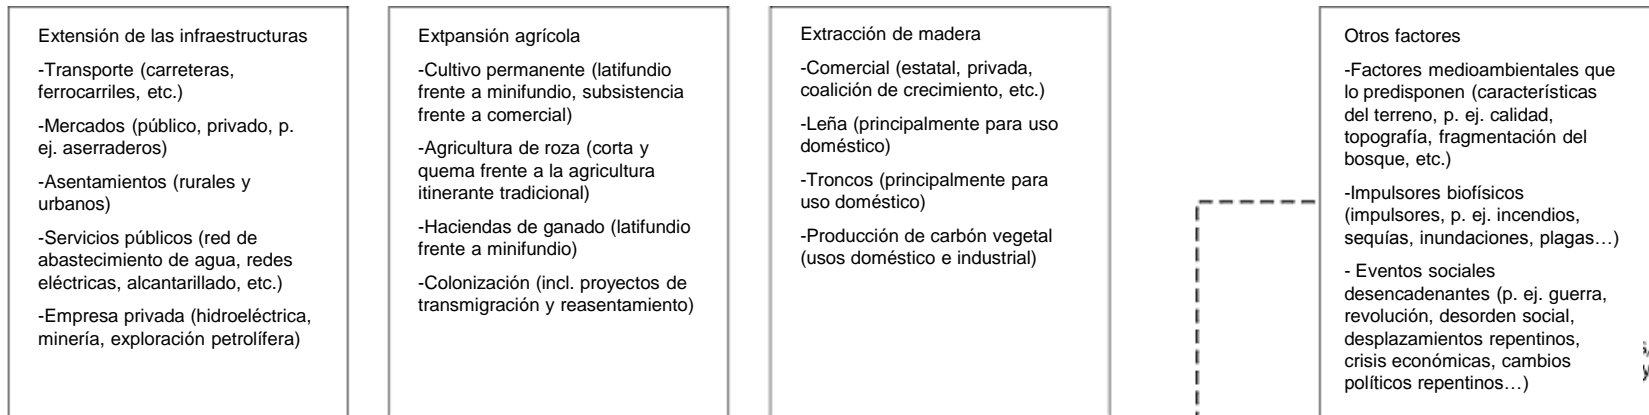 Extensión de las infraestructuras
-Transporte (carreteras,
ferrocarriles, etc.)
-Mercados (público, privado, p.
ej. aserraderos)
-Asentamientos (rurales y
urbanos)
-Servicios públicos (red de
abastecimiento de agua, redes
eléctricas, alcantarillado, etc.)
-Empresa privada (hidroeléctrica,
minería, exploración petrolífera)
Extpansión agrícola
-Cultivo permanente (latifundio
frente a minifundio, subsistencia
frente a comercial)
-Agricultura de roza (corta y
quema frente a la agricultura
itinerante tradicional)
-Haciendas de ganado (latifundio
frente a minifundio)
-Colonización (incl. proyectos de
transmigración y reasentamiento)
Extracción de madera
-Comercial (estatal, privada,
coalición de crecimiento, etc.)
-Leña (principalmente para uso
doméstico)
-Troncos (principalmente para
uso doméstico)
-Producción de carbón vegetal
(usos doméstico e industrial)
Otros factores
-Factores medioambientales que
lo predisponen (características
del terreno, p. ej. calidad,
topografía, fragmentación del
bosque, etc.)
-Impulsores biofísicos
(impulsores, p. ej. incendios,
sequías, inundaciones, plagas…)
- Eventos sociales
desencadenantes (p. ej. guerra,
revolución, desorden social,
desplazamientos repentinos,
crisis económicas, cambios
políticos repentinos…)